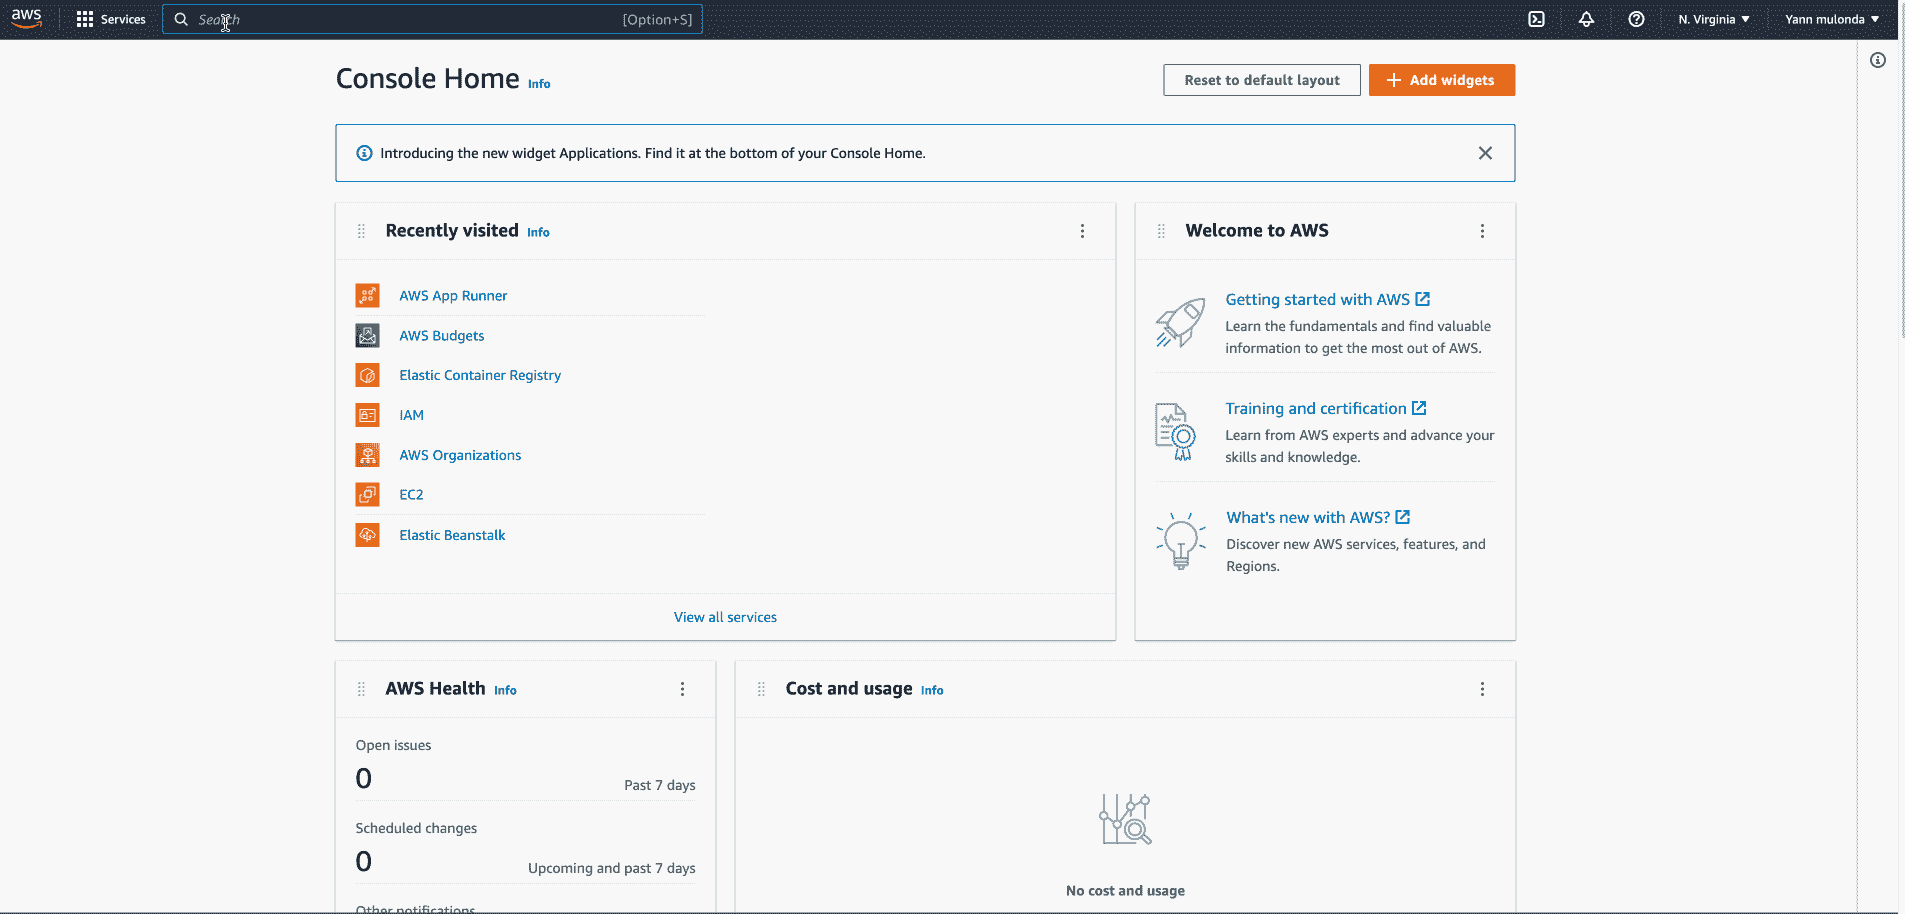 aws
Services
Search
[Option+S]
N. Virginia
Yann mulonda
Console Home Info
Reset to default layout
Add widgets
Introducing the new widget Applications. Find it at the bottom of your Console Home.
Recently visited Info
AWS App Runner
AWS Budgets
Elastic Container Registry
IAM
AWS Organizations
EC2
Elastic Beanstalk
View all services
Welcome to AWS
Getting started with AWS
Learn the fundamentals and find valuable
information to get the most out of AWS.
Training and certification
Learn from AWS experts and advance your
skills and knowledge.
What's new with AWS?
Discover new AWS services, features, and
Regions.
AWS Health Info
Open issues
0
Past 7 days
Scheduled changes
0
Upcoming and past 7 days
Other notifications
Cost and usage Info
No cost and usage